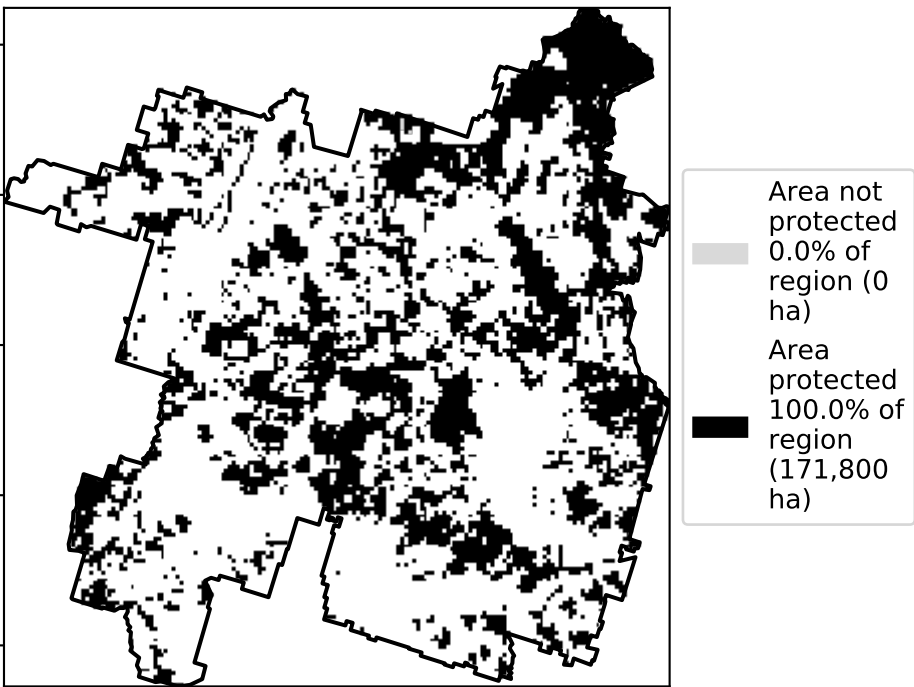 Area not
protected
0.0% of
region (0
ha)
Area
protected
100.0% of
region
(171,800
ha)